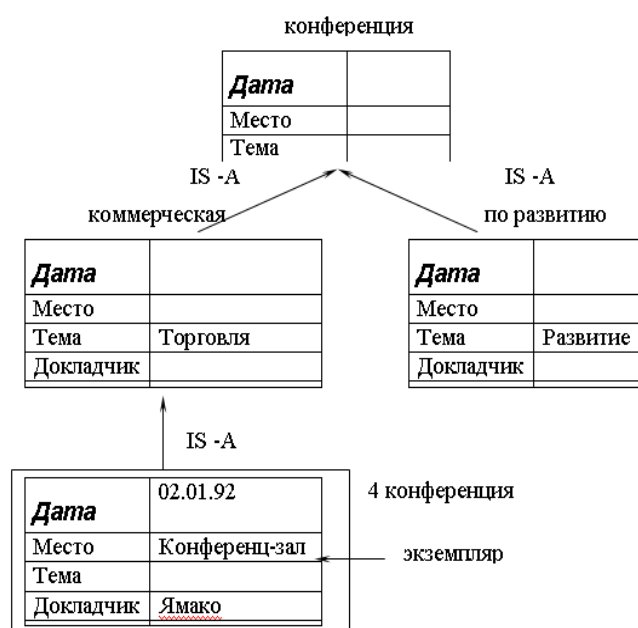 конференция
Дата
Место
Тема
IS -A IS -A
коммерческая по развитию
Дата
Место
Тема Торговля
Докладчик
Дата
Место
Тема Развитие
Докладчик
IS -A
4 конференция
Дата 02.01.92
Место Конференц-зал
экземпляр
Тема
Докладчик Ямако